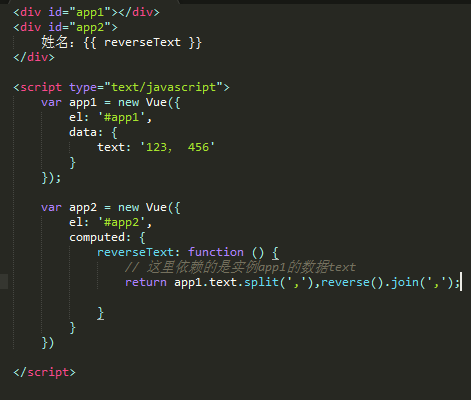 <div id="app1"></div>
<div id="app2">
    姓名：{{ reverseText }}
</div>

<script type="text/javascript">
    var app1 = new Vue({
        el: '#app1',
        data: {
            text: '123， 456'
        }
    });

    var app2 = new Vue({
        el: '#app2',
        computed: {
            reverseText: function () {
                // 这里依赖的是实例app1的数据text
                return app1.text.split(','),reverse().join(',');

            }
        }
    })

</script>